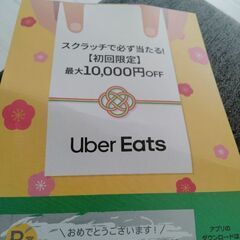 スクラッチで必ず当たる!
【初回限定】
最大10,000円OFF
Uber Eats
おめでとうございます!
アプリの
ダウンロードは